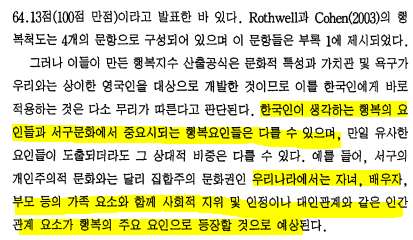 64.13점(100점 만점)이라고 발표한 바 있다. Rothwell과 Cohen(2003)의 행
복척도는 4개의 문항으로 구성되어 있으며 이 문항들은 부록 1에 제시되었다.
그러나 이들이 만든 행복지수 산출공식은 문화적 특성과 가치관 및 욕구가
우리와는 상이한 영국인을 대상으로 개발한 것이므로 이를 한국인에게 바로
적용하는 것은 다소 무리가 따른다고 판단된다. 한국인이 생각하는 행복의 요
인들과 서구문화에서 중요시되는 행복요인들은 다를 수 있으며, 만일 유사한
요인들이 도출되더라도 그 상대적 비중은 다를 수 있다. 예를 들어, 서구의
개인주의적 문화와는 달리 집합주의 문화권인 우리나라에서는 자녀, 배우자,
부모 등의 가족 요소와 함께 사회적 지위 및 인정이나 대인관계와 같은 인간
관계 요소가 행복의 주요 요인으로 등장할 것으로 예상된다.